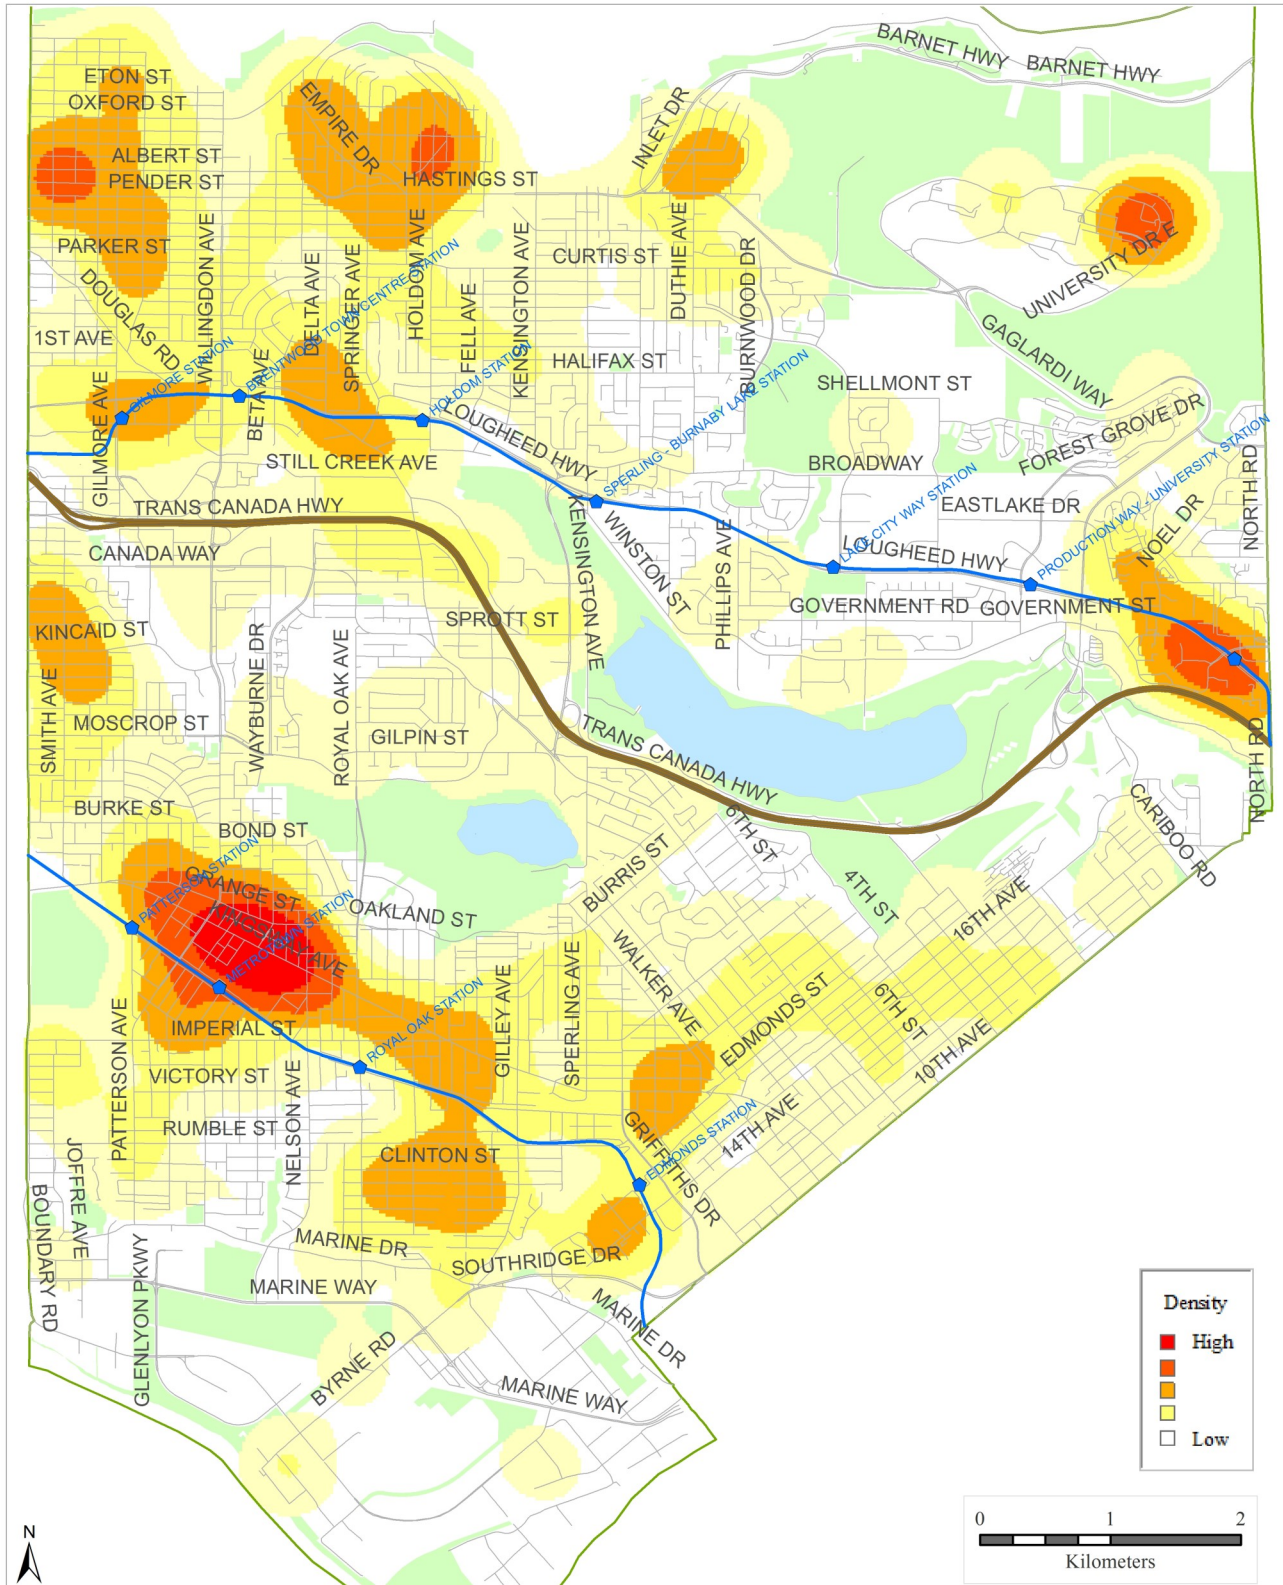 BARNET HWY
BARNET HWY
ETON ST
OXFORD ST
EMPIRE DR
INLET DR
ALBERT ST
PENDER ST
HASTINGS ST
PARKER ST
WILLINGDON AVE
DELTA AVE
SPRINGER AVE
HOLDOM AVE
FELL AVE
KENSINGTON AVE
CURTIS ST
DUTHIE AVE
BURNWOOD DR
UNIVERSITY DR E
DOUGLAS RD
1ST AVE
GILMORE STATION
BRENTWOOD TOWN CENTRE STATION
HOLDOM STATION
HALIFAX ST
SPERLING - BURNABY LAKE STATION
SHELLMONT ST
GAGLARDI WAY
FOREST GROVE DR
GILMORE AVE
BETA AVE
LOUGHEED HWY
STILL CREEK AVE
BROADWAY
LAKE CITY WAY STATION
PRODUCTION WAY - UNIVERSITY STATION
NORTH RD
EASTLAKE DR
NOEL DR
TRANS CANADA HWY
KENSINGTON AVE
WINSTON ST
PHILLIPS AVE
LOUGHEED HWY
CANADA WAY
GOVERNMENT RD
GOVERNMENT ST
KINCAID ST
SPROTT ST
SMITH AVE
WAYBURNE DR
ROYAL OAK AVE
MOSCROP ST
GILPIN ST
TRANS CANADA HWY
NORTH RD
BURKE ST
BOND ST
6TH ST
CARIBOO RD
PATTERSON STATION
GRANGE ST
KINGSWAY AVE
METROTOWN STATION
OAKLAND ST
BURRIS ST
4TH ST
16TH AVE
WALKER AVE
SPERLING AVE
GILLEY AVE
ROYAL OAK STATION
EDMONDS ST
6TH ST
10TH AVE
PATTERSON AVE
IMPERIAL ST
VICTORY ST
NELSON AVE
RUMBLE ST
EDMONDS STATION
14TH AVE
GRIFFITHS DR
CLINTON ST
JOFFRE AVE
BOUNDARY RD
GLENLYON PKWY
MARINE DR
SOUTHRIDGE DR
MARINE WAY
MARINE DR
BYRNE RD
MARINE WAY
Density
High
Low
0 1 2
Kilometers
N